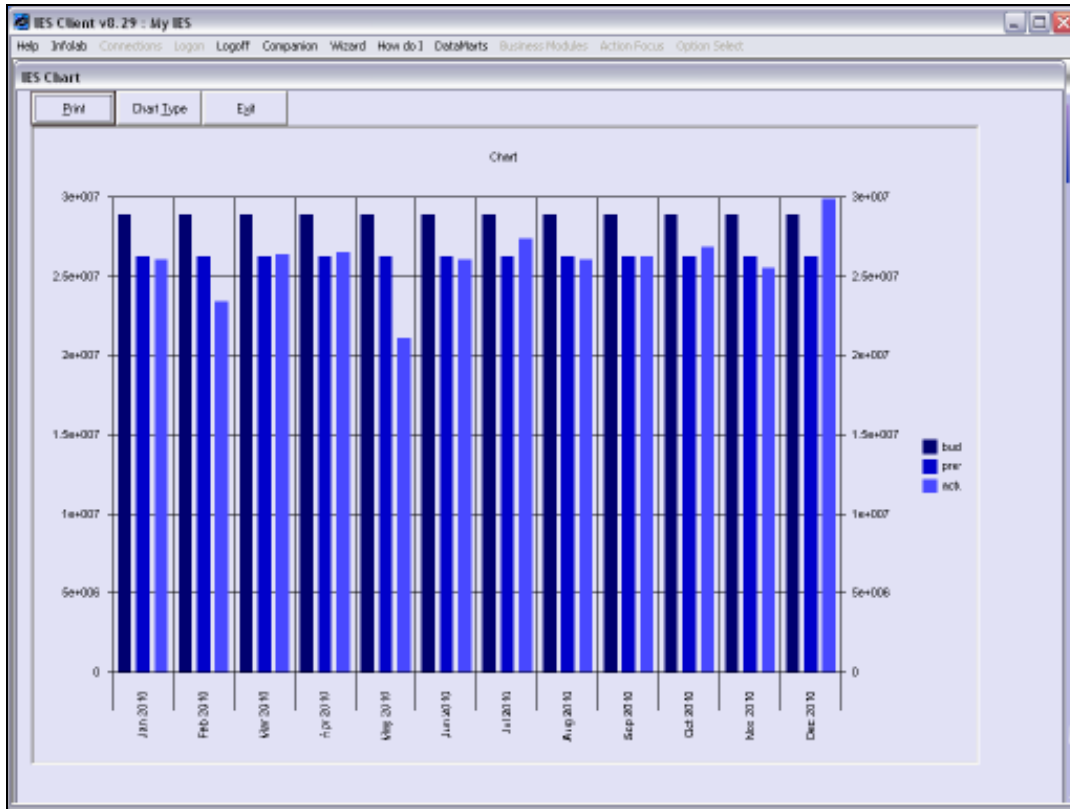 IES Client v8.29 : My IES
Help Infolab Connections Logon Logoff Companion Wizard How do I DataMarts Business Modules Action Focus Option Select
IES Chart
Print Chart Type Exit
Chart
3e+007 3e+007
2.5e+007 2.5e+007
2e+007 2e+007
1.5e+007 1.5e+007
bud
1e+007 1e+007
5e+006 5e+006
0 0
Jan 2010 Feb 2010 Mar 2010 Apr 2010 May 2010 Jun 2010 Jul 2010 Aug 2010 Sep 2010 Oct 2010 Nov 2010 Dec 2010